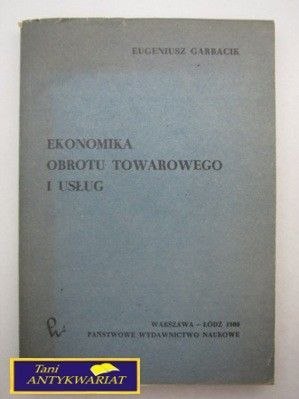 EUGENIUSZ GARBACIK
EKONOMIKA
OBROTU TOWAROWEGO
I USŁUG
WARSZAWA – ŁÓDŹ 1980
PAŃSTWOWE WYDAWNICTWO NAUKOWE
Tani
ANTYKWARIAT